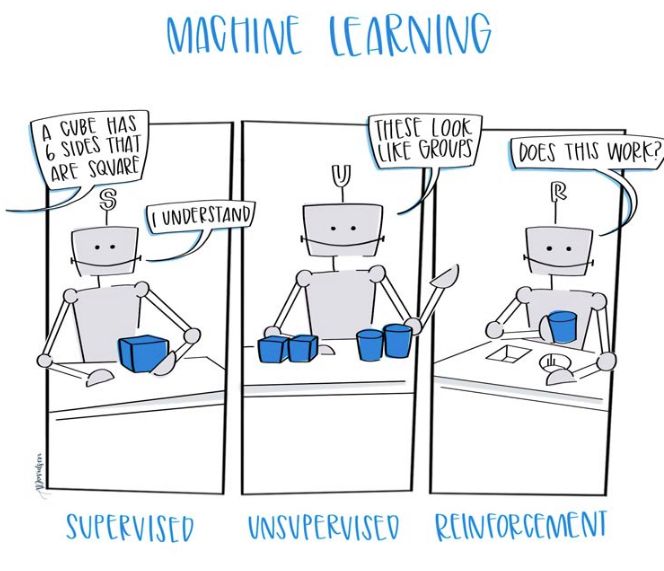 MACHINE LEARNING
A CUBE HAS
6 SIDES THAT
ARE SQUARE
S
I UNDERSTAND
THESE LOOK
LIKE GROUPS
U
DOES THIS WORK?
R
SUPERVISED
UNSUPERVISED
REINFORCEMENT